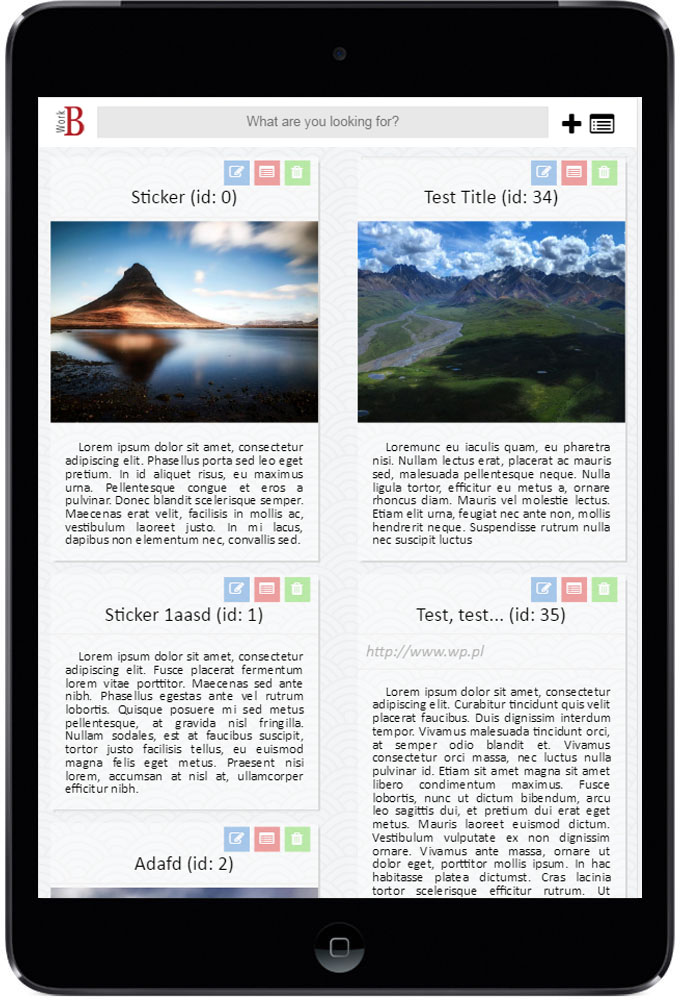 Work B
What are you looking for?
Sticker (id: 0)
Lorem ipsum dolor sit amet, consectetur
adipiscing elit. Phasellus porta sed leo eget
pretium. In id aliquet risus, eu maximus
urna. Pellentesque congue et eros a
pulvinar. Donec blandit scelerisque semper.
Maecenas erat velit, facilisis in mollis ac,
vestibulum laoreet justo. In mi lacus,
dapibus non elementum nec, convallis sed.
Sticker 1aasd (id: 1)
Lorem ipsum dolor sit amet, consectetur
adipiscing elit. Fusce placerat fermentum
lorem vitae porttitor. Maecenas sed ante
nibh. Phasellus egestas ante vel rutrum
lobortis. Quisque posuere mi sed metus
pellentesque, at gravida nisl fringilla.
Nullam sodales, est at faucibus suscipit,
tortor justo facilisis tellus, eu euismod
magna felis eget metus. Praesent nisi
lorem, accumsan at nisl at, ullamcorper
efficitur nibh.
Adafd (id: 2)
Test Title (id: 34)
Loremunc eu iaculis quam, eu pharetra
nisi. Nullam lectus erat, placerat ac mauris
sed, malesuada pellentesque neque. Nulla
ligula tortor, efficitur eu metus a, ornare
rhoncus diam. Mauris vel molestie lectus.
Etiam elit urna, feugiat nec ante non, mollis
hendrerit neque. Suspendisse rutrum nulla
nec suscipit luctus
Test, test... (id: 35)
http://www.wp.pl
Lorem ipsum dolor sit amet, consectetur
adipiscing elit. Curabitur tincidunt quis velit
placerat faucibus. Duis dignissim interdum
tempor. Vivamus malesuada tincidunt orci,
at semper odio blandit et. Vivamus
consectetur orci massa, nec luctus nulla
pulvinar id. Etiam sit amet magna sit amet
libero condimentum maximus. Fusce
lobortis, nunc ut dictum bibendum, arcu
leo sagittis dui, et pretium dui erat eget
metus. Mauris laoreet euismod dictum.
Vestibulum vulputate ex non dignissim
ornare. Vivamus ante massa, ornare ut
dolor eget, porttitor mollis ipsum. In hac
habitasse platea dictumst. Cras lacinia
tortor scelerisque efficitur rutrum. Ut